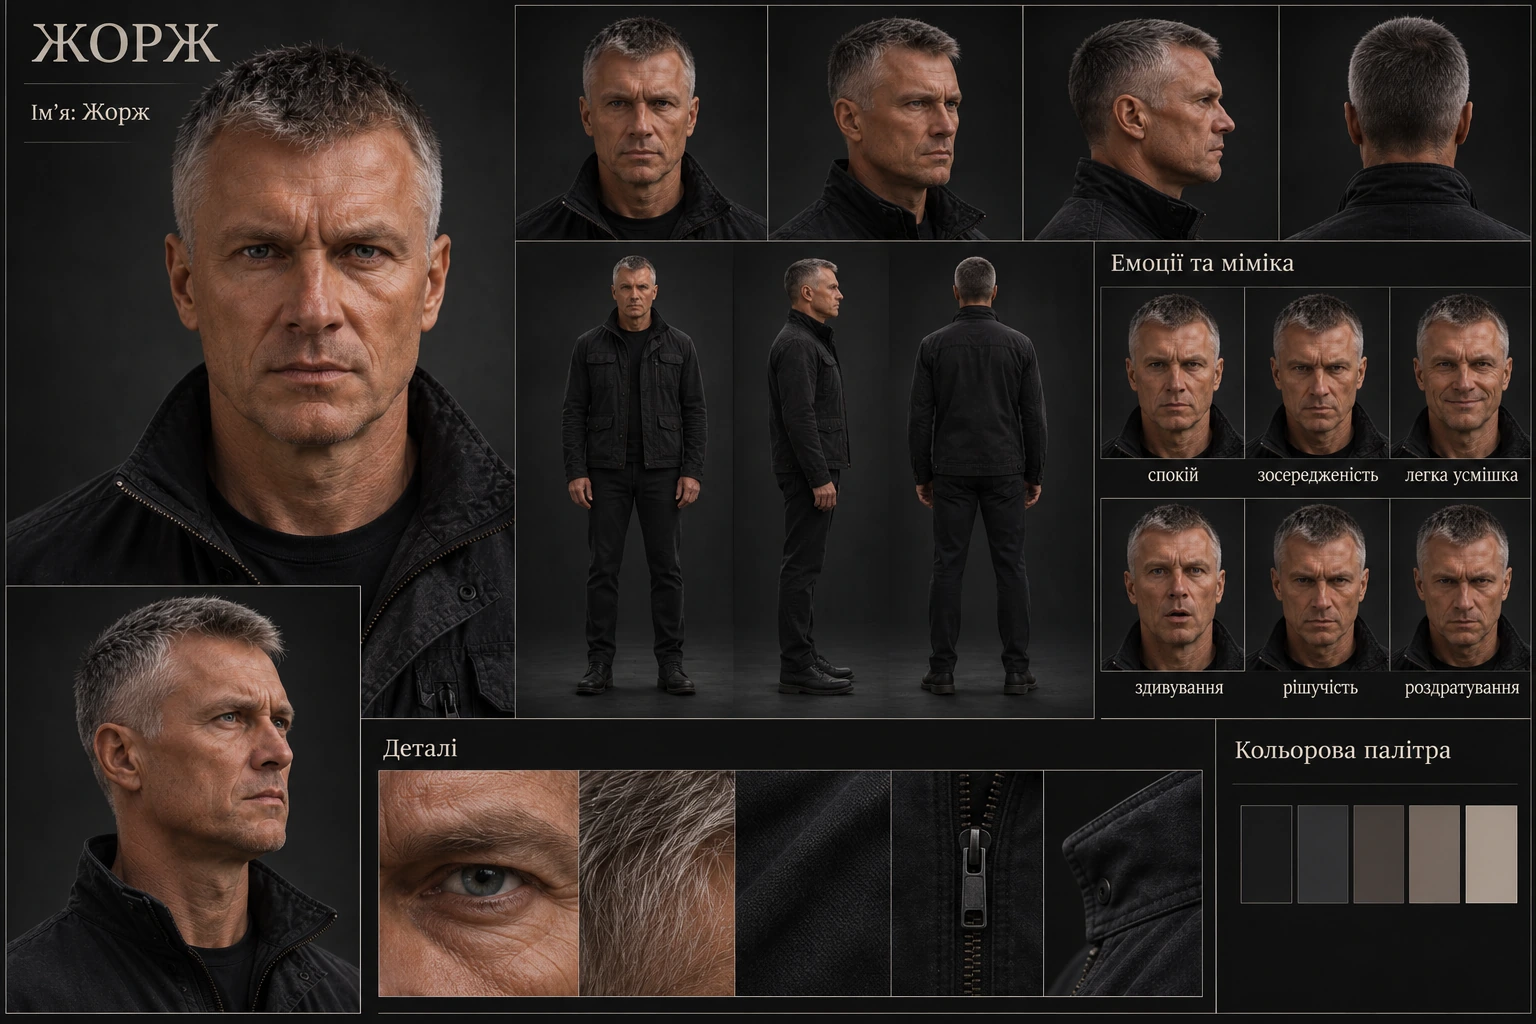 ЖОРЖ
Ім’я: Жорж
Емоції та міміка
спокій
зосередженість
легка усмішка
здивування
рішучість
роздратування
Деталі
Кольорова палітра